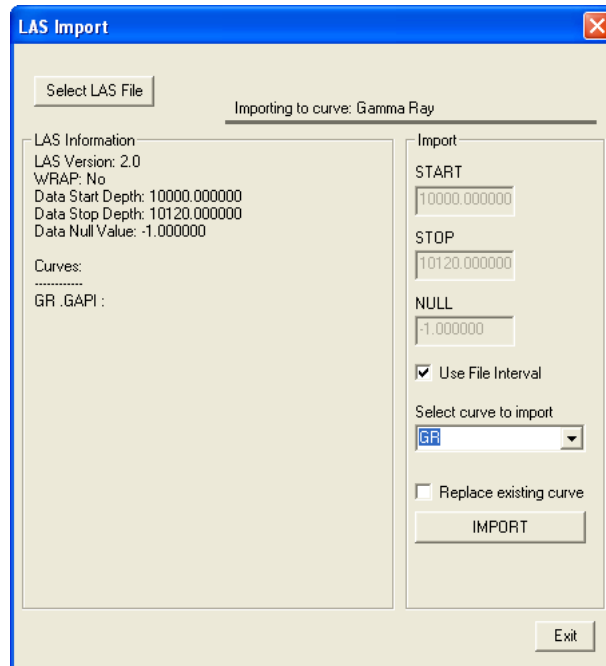 LAS Import
Select LAS File
Importing to curve: Gamma Ray
LAS Information
LAS Version: 2.0
WRAP: No
Data Start Depth: 10000.000000
Data Stop Depth: 10120.000000
Data Null Value: -1.000000
Curves:
------------
GR .GAPI :
Import
START
10000.000000
STOP
10120.000000
NULL
-1.000000
Use File Interval
Select curve to import
GR
Replace existing curve
IMPORT
Exit